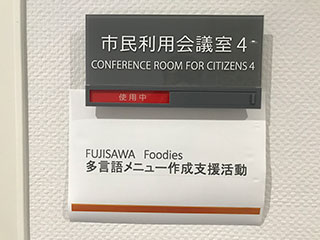 市民利用会議室4
CONFERENCE ROOM FOR CITIZENS 4
使用中
FUJISAWA Foodies
多言語メニュー作成支援活動